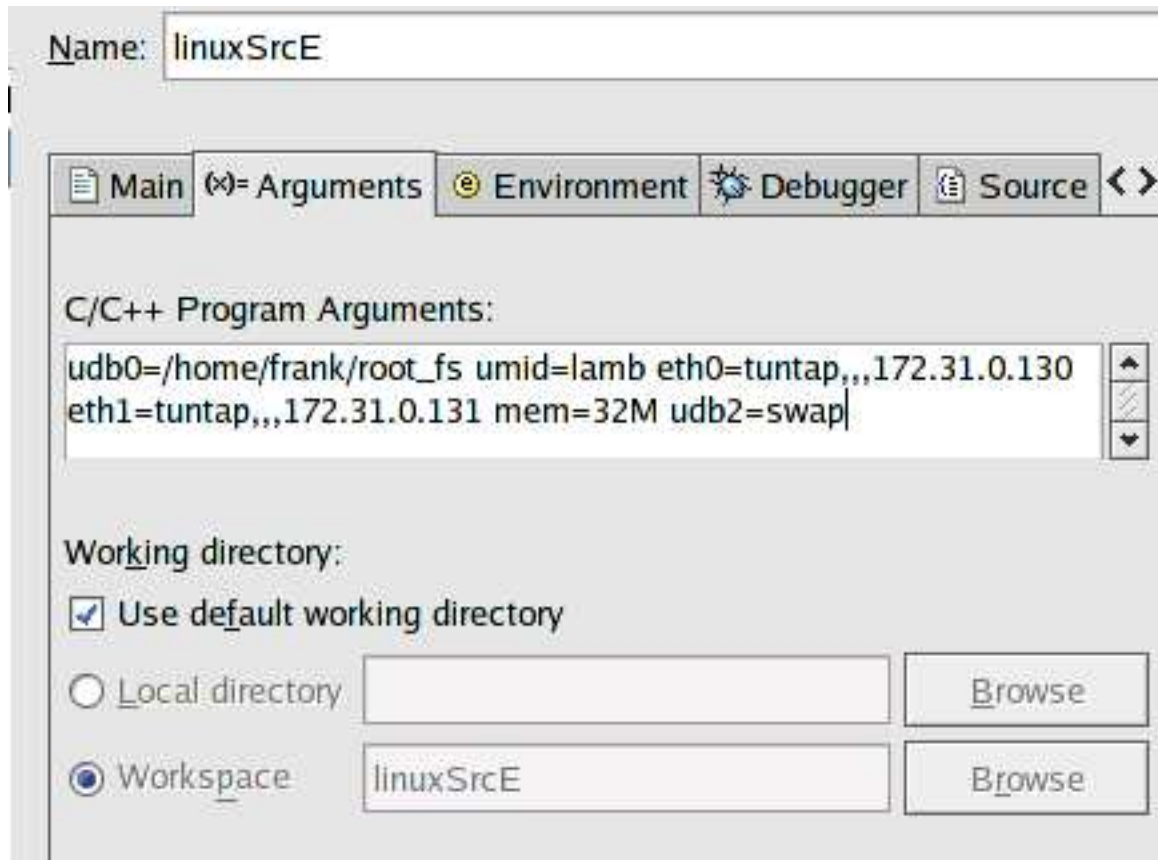 Name: linuxSrcE
Main (x)= Arguments Environment Debugger Source < >
C/C++ Program Arguments:
udb0=/home/frank/root_fs umid=lamb eth0=tuntap,,,172.31.0.130
eth1=tuntap,,,172.31.0.131 mem=32M udb2=swap
Working directory:
Use default working directory
Local directory Browse
Workspace linuxSrcE Browse